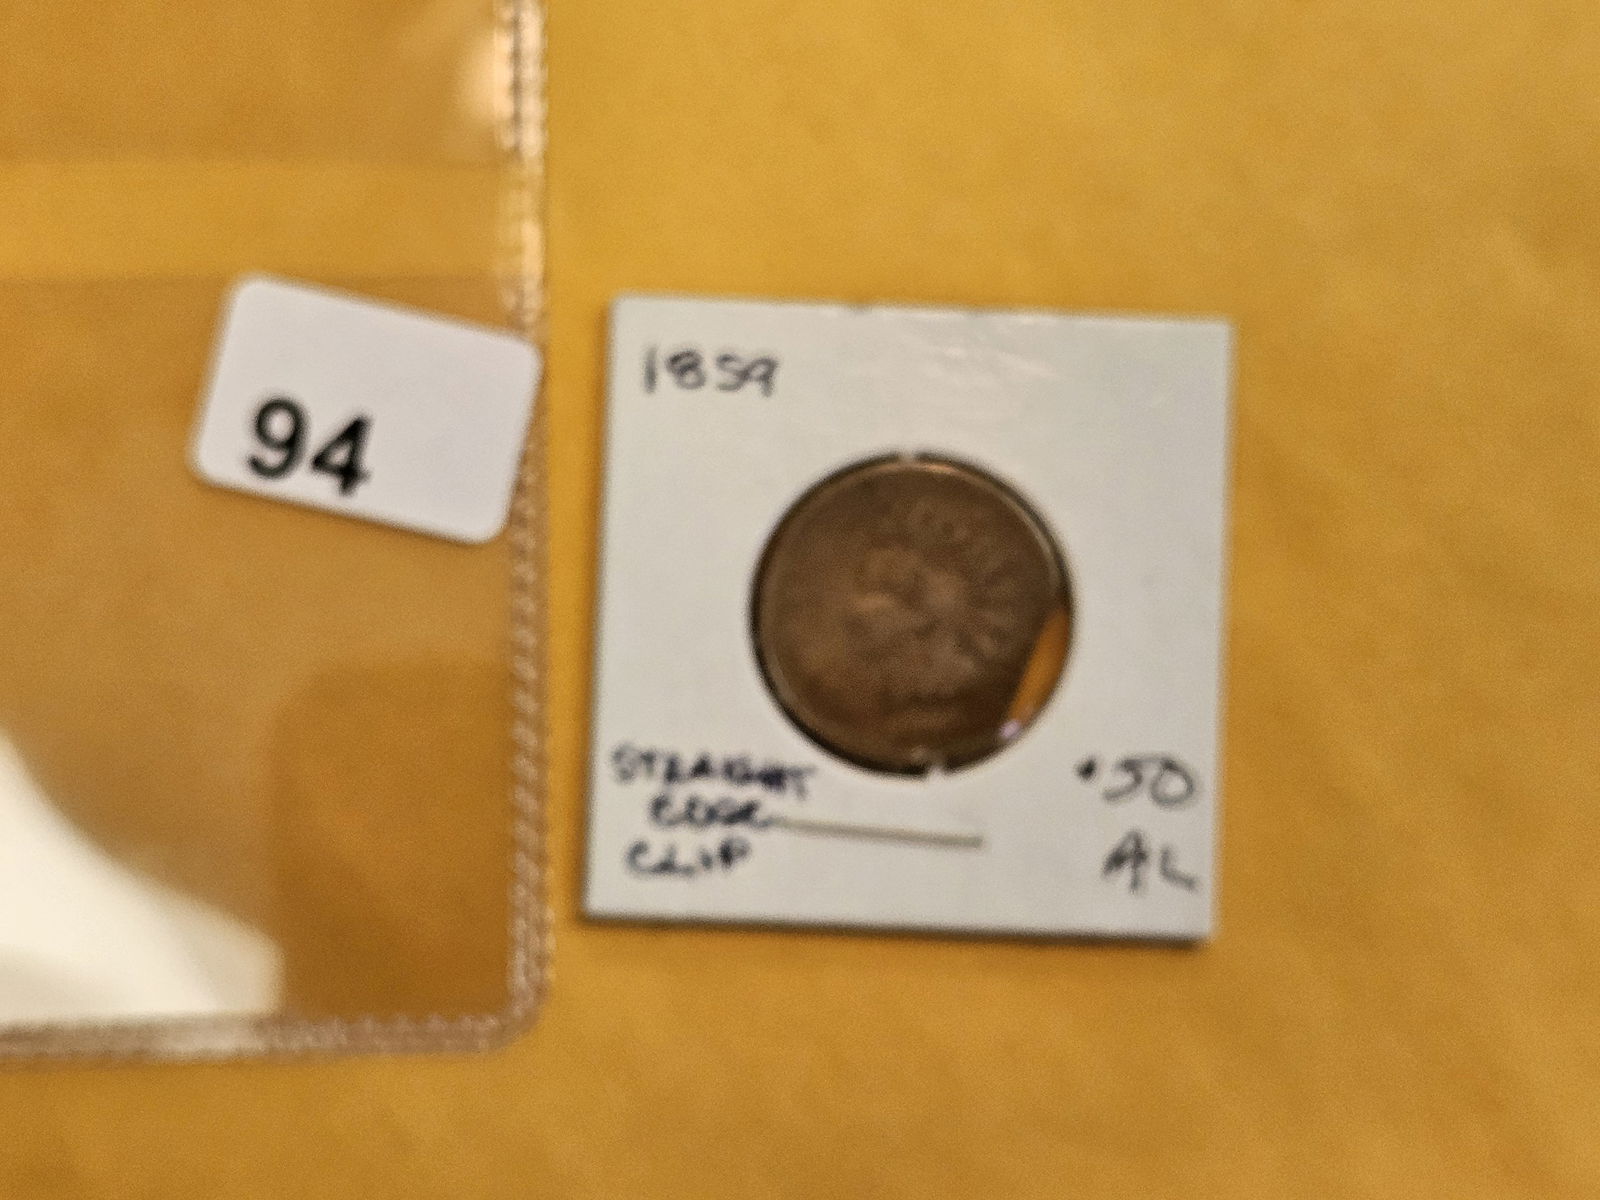 94
1859
STRAIGHT
EDGE
CLIP
50
AL